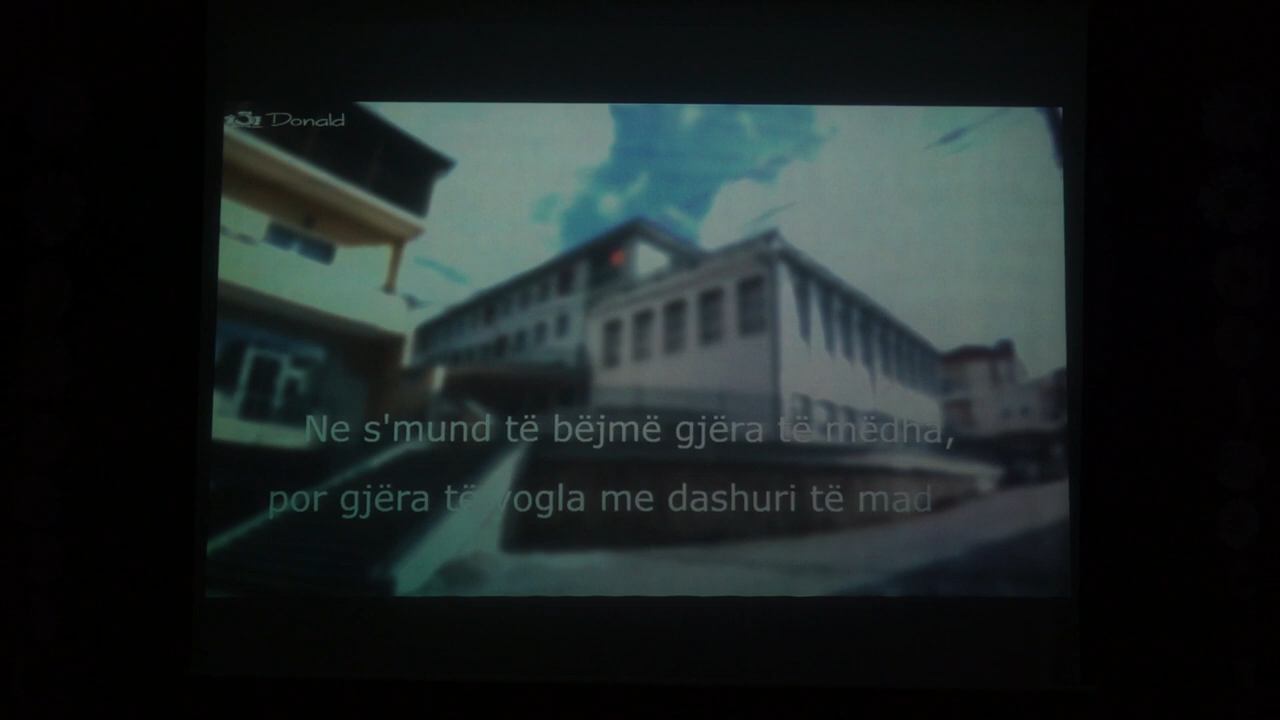 Donald
Ne s'mund të bëjmë gjëra të mëdha,
por gjëra të vogla me dashuri të mad